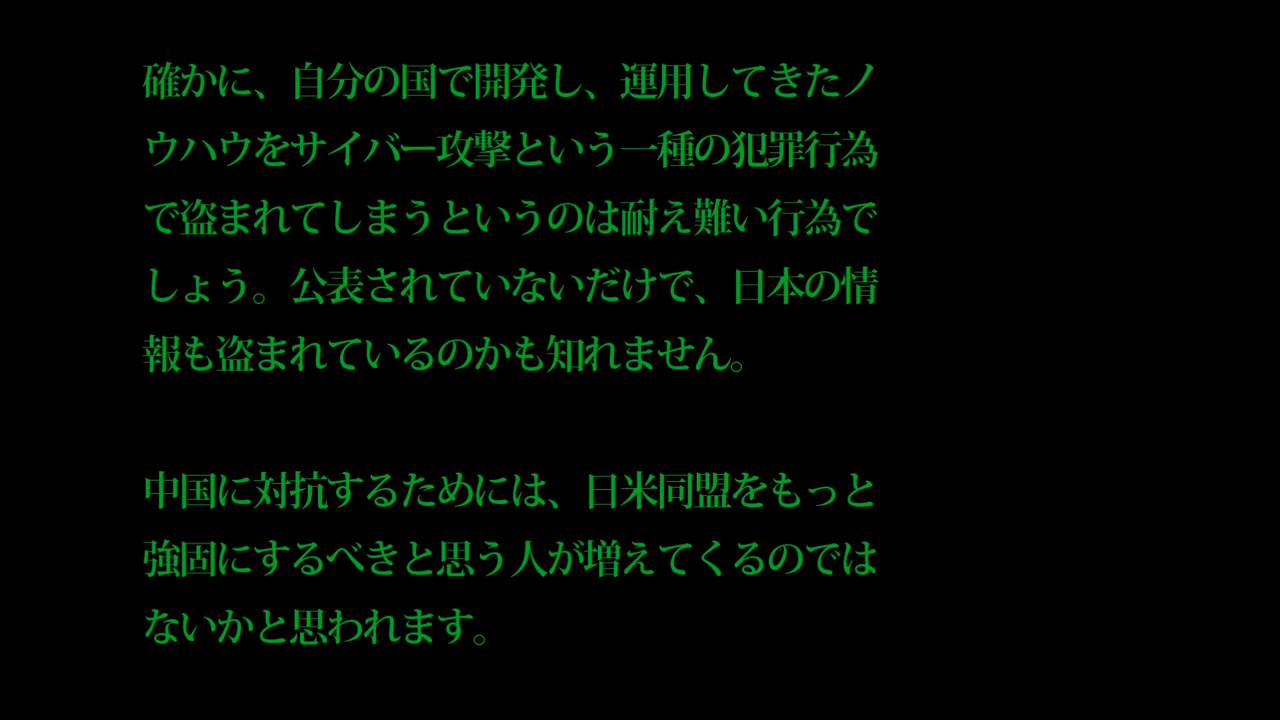 確かに、自分の国で開発し、運用してきたノ
ウハウをサイバー攻撃という一種の犯罪行為
で盗まれてしまうというのは耐え難い行為で
しょう。公表されていないだけで、日本の情
報も盗まれているのかも知れません。
中国に対抗するためには、日米同盟をもっと
強固にするべきと思う人が増えてくるのでは
ないかと思われます。